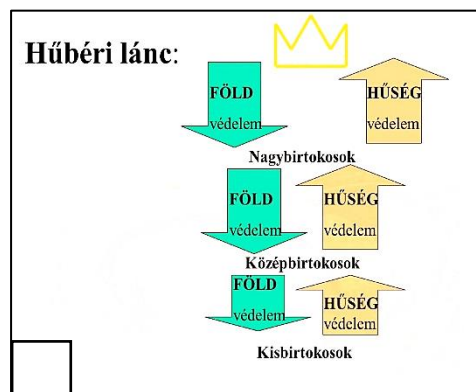 Hűbéri lánc:
FÖLD HŰSÉG
védelem védelem
Nagybirtokosok
FÖLD HŰSÉG
védelem védelem
Középbirtokosok
FÖLD HŰSÉG
védelem védelem
Kisbirtokosok